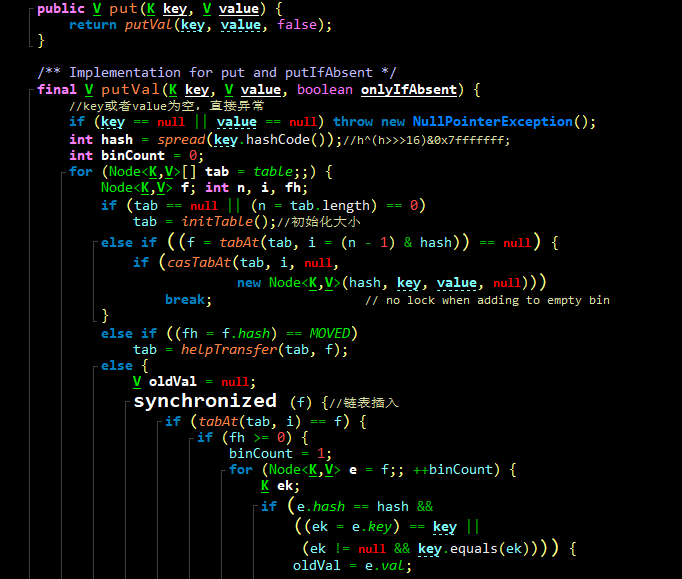 public V put(K key, V value) {
return putVal(key, value, false);
}
/** Implementation for put and putIfAbsent */
final V putVal(K key, V value, boolean onlyIfAbsent) {
//key或者value为空，直接异常
if (key == null || value == null) throw new NullPointerException();
int hash = spread(key.hashCode());//h^(h>>>16)&0x7fffffff;
int binCount = 0;
for (Node<K,V>[] tab = table;;) {
Node<K,V> f; int n, i, fh;
if (tab == null || (n = tab.length) == 0)
tab = initTable();//初始化大小
else if ((f = tabAt(tab, i = (n - 1) & hash)) == null) {
if (casTabAt(tab, i, null,
new Node<K,V>(hash, key, value, null)))
break; // no lock when adding to empty bin
}
else if ((fh = f.hash) == MOVED)
tab = helpTransfer(tab, f);
else {
V oldVal = null;
synchronized (f) {//链表插入
if (tabAt(tab, i) == f) {
if (fh >= 0) {
binCount = 1;
for (Node<K,V> e = f;; ++binCount) {
K ek;
if (e.hash == hash &&
((ek = e.key) == key ||
(ek != null && key.equals(ek)))) {
oldVal = e.val;